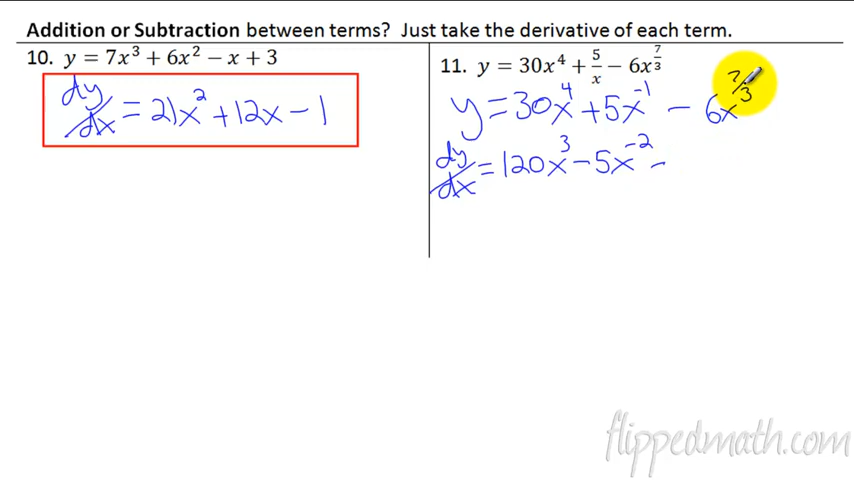 Addition or Subtraction between terms? Just take the derivative of each term.
10. y = 7x³ + 6x² − x + 3
dy/dx = 21x² + 12x − 1
11. y = 30x⁴ + 5/x − 6x^(7/3)
y = 30x⁴ + 5x⁻¹ − 6x^(7/3)
dy/dx = 120x³ − 5x⁻² −
flippedmath.com